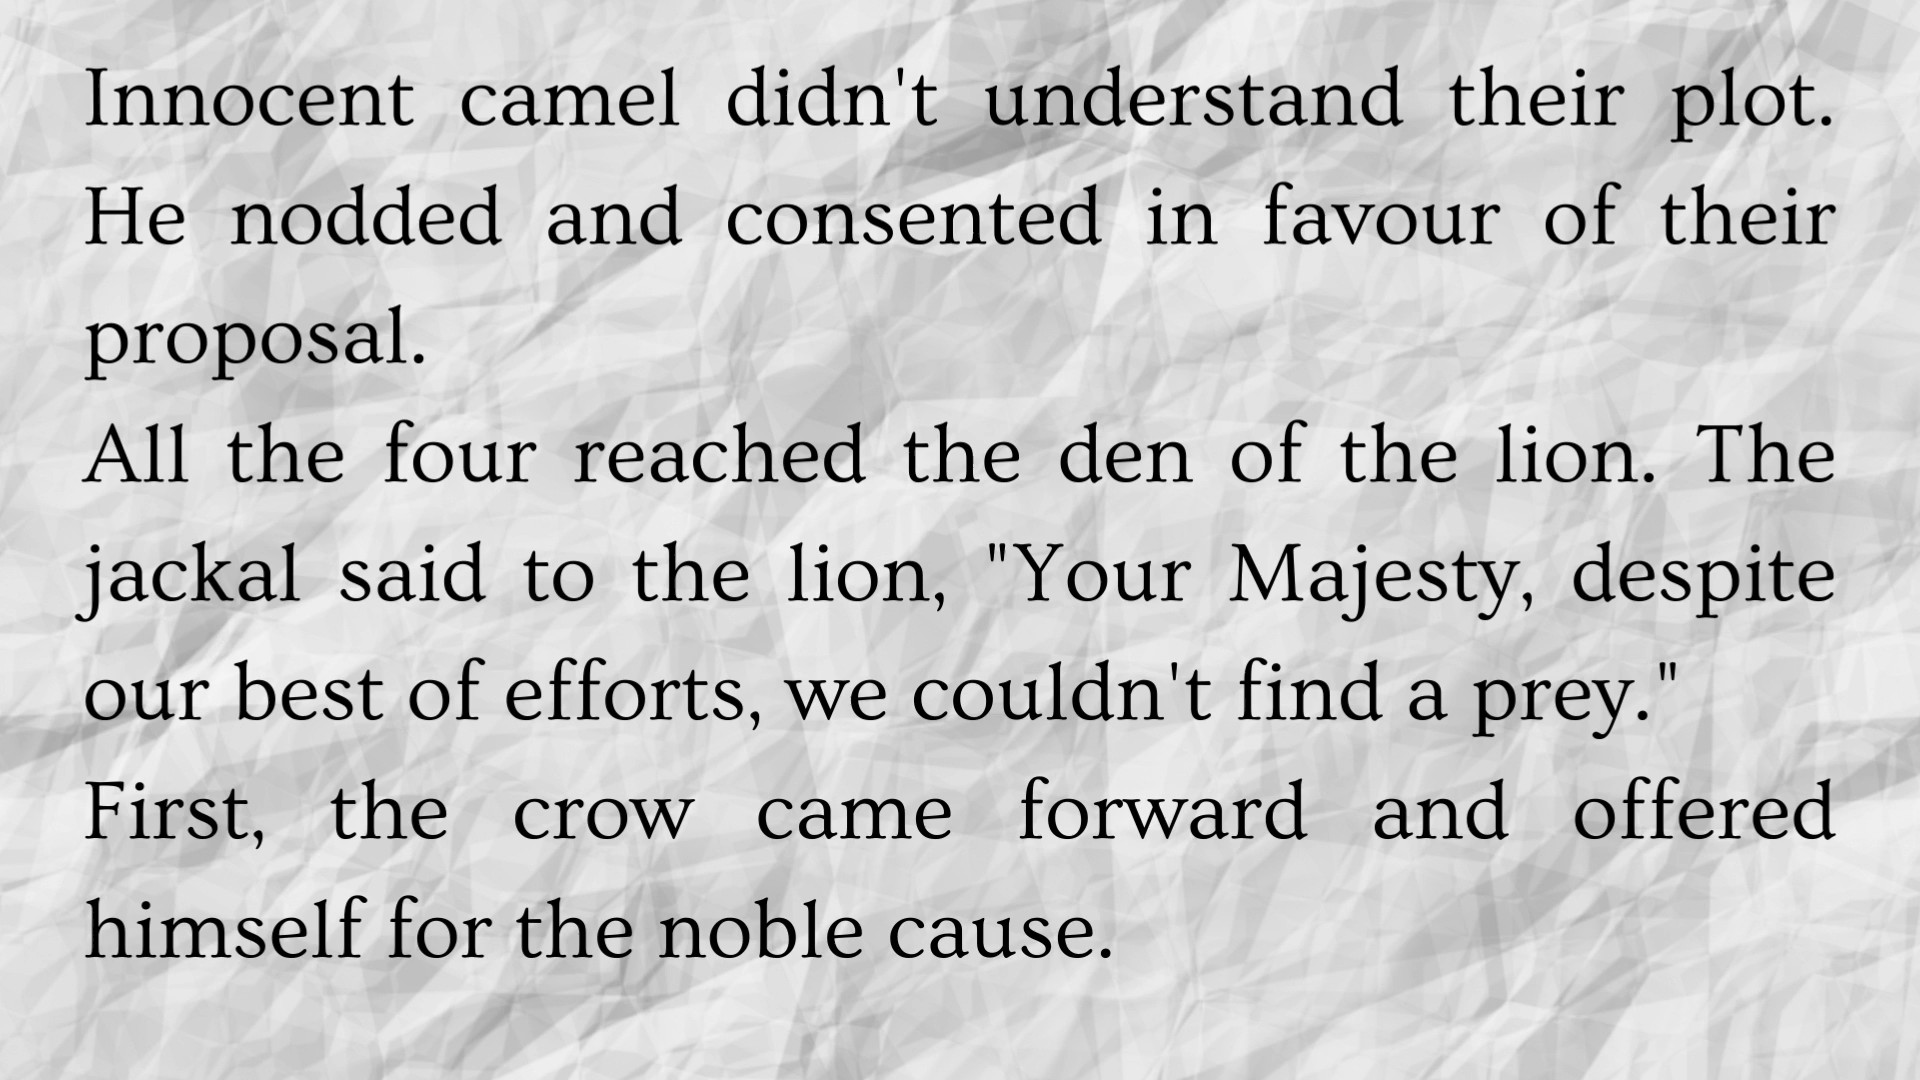 Innocent camel didn't understand their plot.
He nodded and consented in favour of their
proposal.
All the four reached the den of the lion. The
jackal said to the lion, "Your Majesty, despite
our best of efforts, we couldn't find a prey."
First, the crow came forward and offered
himself for the noble cause.